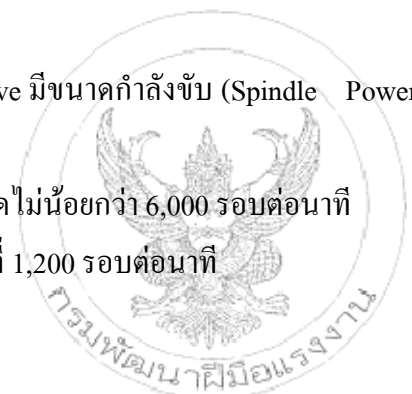 ve มีขนาดกำลังขับ (Spindle Power
ดไม่น้อยกว่า 6,000 รอบต่อนาที
ที่ 1,200 รอบต่อนาที
กรมพัฒนาฝีมือแรงงาน